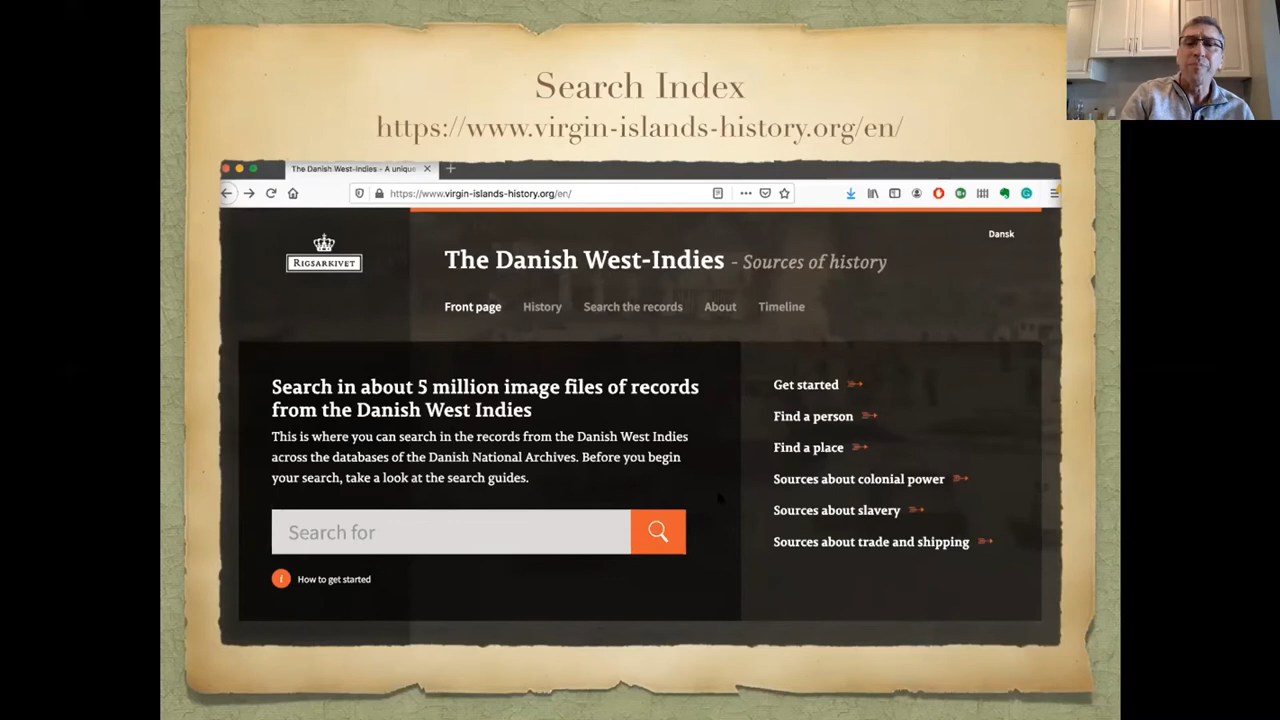 Search Index
https://www.virgin-islands-history.org/en/
The Danish West-Indies - A unique
https://www.virgin-islands-history.org/en/
Dansk
RIGSARKIVET
The Danish West-Indies - Sources of history
Front page History Search the records About Timeline
Search in about 5 million image files of records
from the Danish West Indies
This is where you can search in the records from the Danish West Indies
across the databases of the Danish National Archives. Before you begin
your search, take a look at the search guides.
Search for
i How to get started
Get started
Find a person
Find a place
Sources about colonial power
Sources about slavery
Sources about trade and shipping